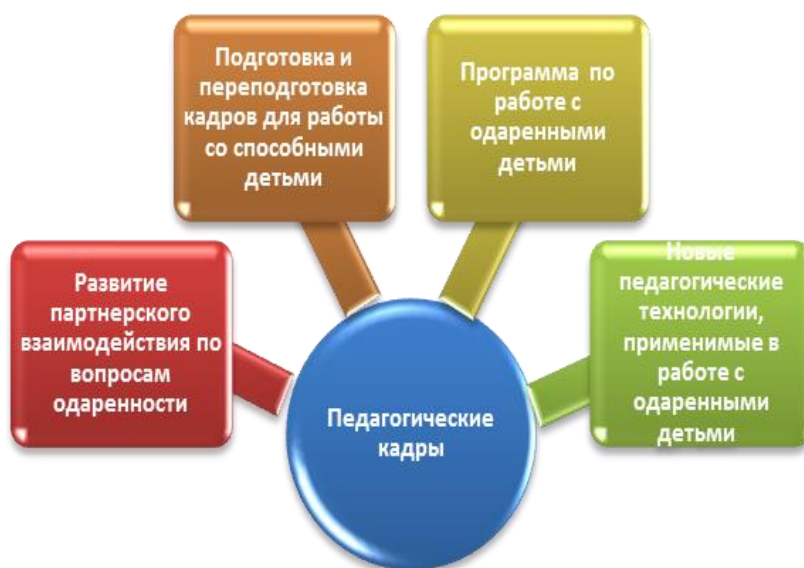 Подготовка и
переподготовка
кадров для работы
со способными
детьми
Программа по
работе с
одаренными
детьми
Развитие
партнерского
взаимодействия по
вопросам
одаренности
Новые
педагогические
технологии,
применимые в
работе с
одаренными
детьми
Педагогические
кадры